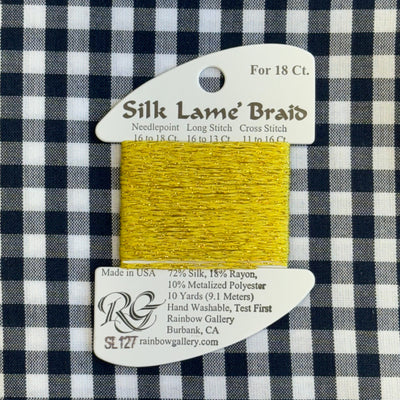 For 18 Ct.
Silk Lamé Braid
Needlepoint Long Stitch Cross Stitch
16 to 18 Ct. 16 to 13 Ct. 11 to 16 Ct.
Made in USA 72% Silk, 18% Rayon,
10% Metalized Polyester
10 Yards (9.1 Meters)
Hand Washable, Test First
RG Rainbow Gallery
Burbank, CA
SL127 rainbowgallery.com